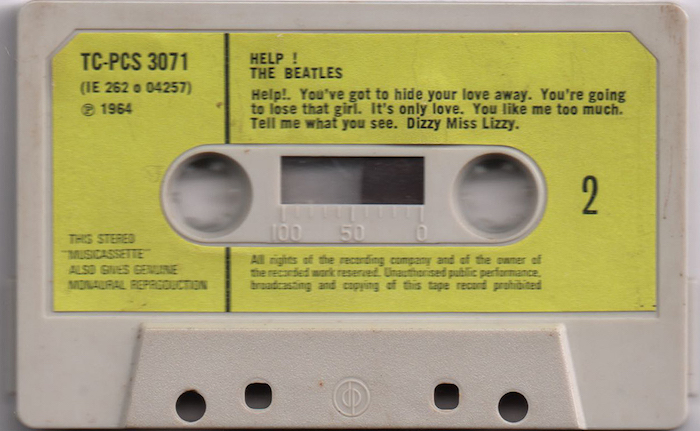 TC-PCS 3071
(IE 262 o 04257)
℗ 1964
HELP !
THE BEATLES
Help!. You've got to hide your love away. You're going
to lose that girl. It's only love. You like me too much.
Tell me what you see. Dizzy Miss Lizzy.
2
100 50 0
THIS STEREO
"MUSICASSETTE"
ALSO GIVES GENUINE
MONAURAL REPRODUCTION
All rights of the recording company and of the owner of
the recorded work reserved. Unauthorised public performance,
broadcasting and copying of this tape record prohibited